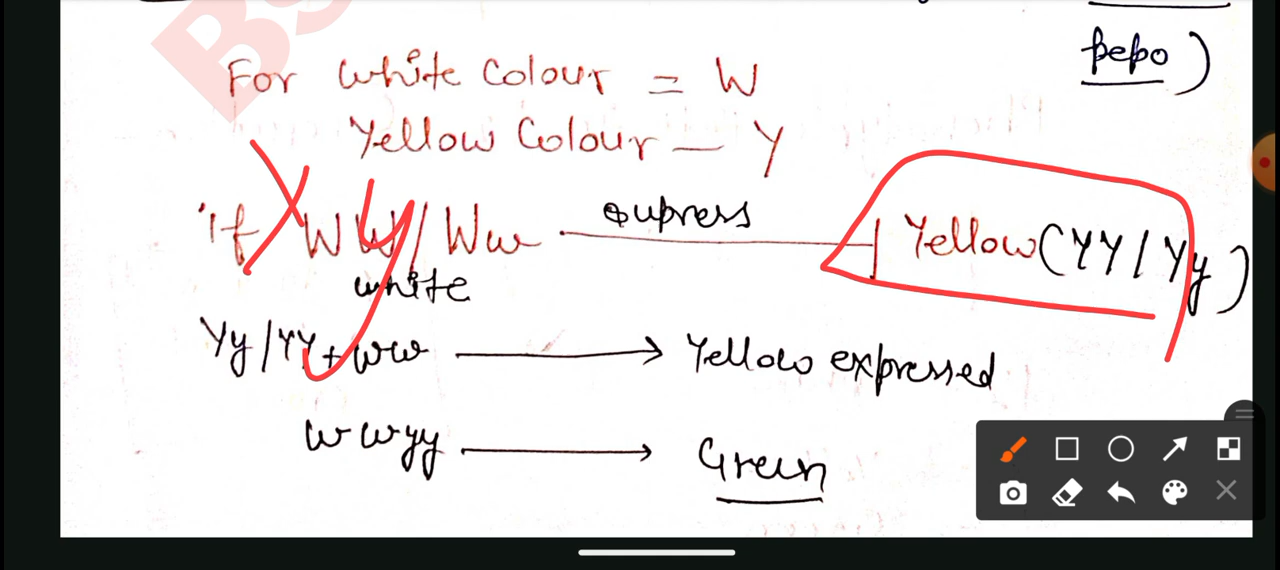 pepo)
For white Colour = W
Yellow Colour — Y
if WW/Ww supress Yellow (YY/Yy)
white
Yy/YY + ww → Yellow expressed
wwyy → Green